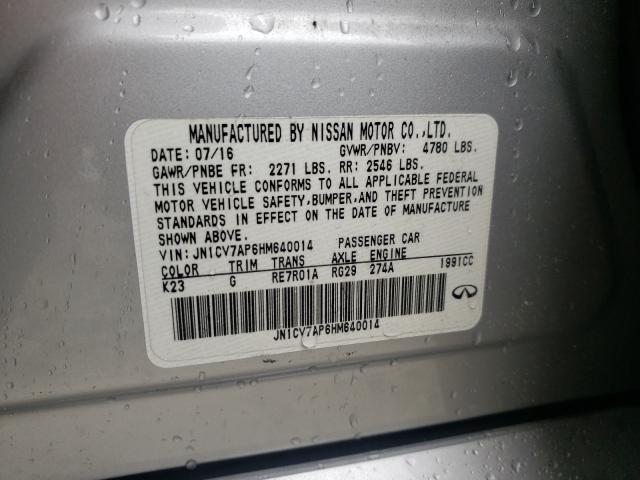 MANUFACTURED BY NISSAN MOTOR CO.,LTD.
DATE: 07/16 GVWR/PNBV: 4780 LBS.
GAWR/PNBE FR: 2271 LBS. RR: 2546 LBS.
THIS VEHICLE CONFORMS TO ALL APPLICABLE FEDERAL
MOTOR VEHICLE SAFETY,BUMPER,AND THEFT PREVENTION
STANDARDS IN EFFECT ON THE DATE OF MANUFACTURE
SHOWN ABOVE.
VIN: JN1CV7AP6HM640014 PASSENGER CAR
COLOR TRIM TRANS AXLE ENGINE
K23 G RE7R01A RG29 274A 1991CC
JN1CV7AP6HM640014